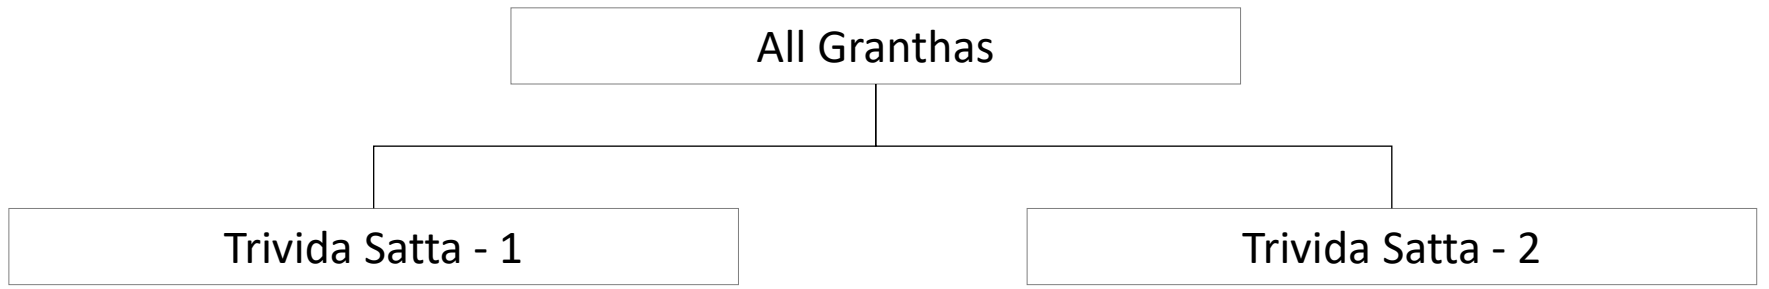 All Granthas
Trivida Satta - 1
Trivida Satta - 2